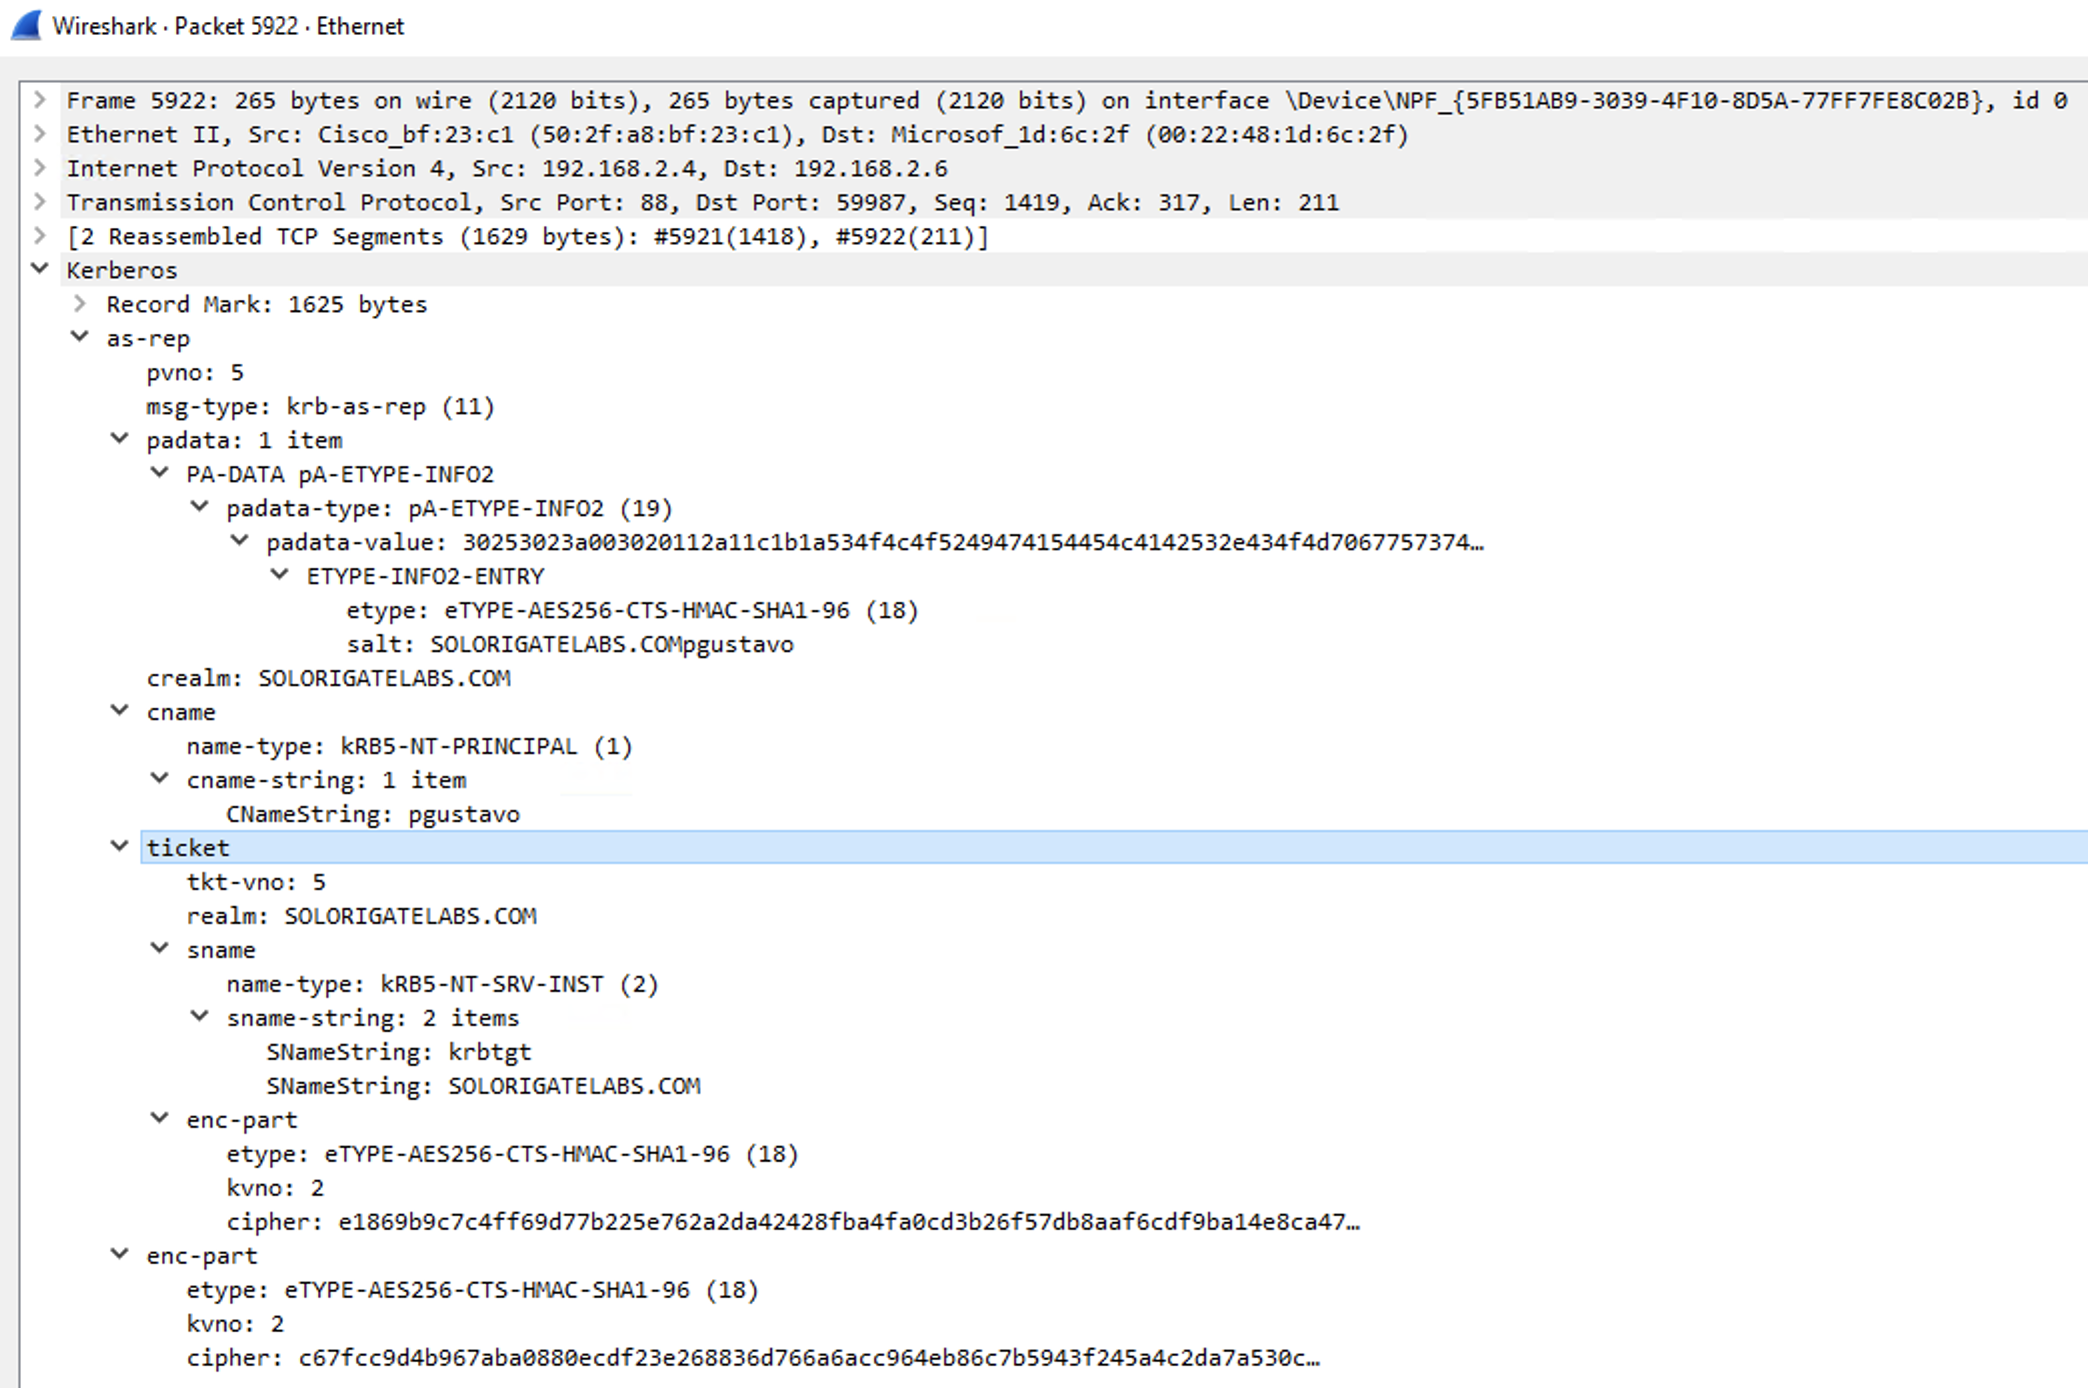 Wireshark · Packet 5922 · Ethernet
Frame 5922: 265 bytes on wire (2120 bits), 265 bytes captured (2120 bits) on interface \Device\NPF_{5FB51AB9-3039-4F10-8D5A-77FF7FE8C02B}, id 0
Ethernet II, Src: Cisco_bf:23:c1 (50:2f:a8:bf:23:c1), Dst: Microsof_1d:6c:2f (00:22:48:1d:6c:2f)
Internet Protocol Version 4, Src: 192.168.2.4, Dst: 192.168.2.6
Transmission Control Protocol, Src Port: 88, Dst Port: 59987, Seq: 1419, Ack: 317, Len: 211
[2 Reassembled TCP Segments (1629 bytes): #5921(1418), #5922(211)]
Kerberos
Record Mark: 1625 bytes
as-rep
pvno: 5
msg-type: krb-as-rep (11)
padata: 1 item
PA-DATA pA-ETYPE-INFO2
padata-type: pA-ETYPE-INFO2 (19)
padata-value: 30253023a003020112a11c1b1a534f4c4f5249474154454c4142532e434f4d7067757374…
ETYPE-INFO2-ENTRY
etype: eTYPE-AES256-CTS-HMAC-SHA1-96 (18)
salt: SOLORIGATELABS.COMpgustavo
crealm: SOLORIGATELABS.COM
cname
name-type: kRB5-NT-PRINCIPAL (1)
cname-string: 1 item
CNameString: pgustavo
ticket
tkt-vno: 5
realm: SOLORIGATELABS.COM
sname
name-type: kRB5-NT-SRV-INST (2)
sname-string: 2 items
SNameString: krbtgt
SNameString: SOLORIGATELABS.COM
enc-part
etype: eTYPE-AES256-CTS-HMAC-SHA1-96 (18)
kvno: 2
cipher: e1869b9c7c4ff69d77b225e762a2da42428fba4fa0cd3b26f57db8aaf6cdf9ba14e8ca47…
enc-part
etype: eTYPE-AES256-CTS-HMAC-SHA1-96 (18)
kvno: 2
cipher: c67fcc9d4b967aba0880ecdf23e268836d766a6acc964eb86c7b5943f245a4c2da7a530c…